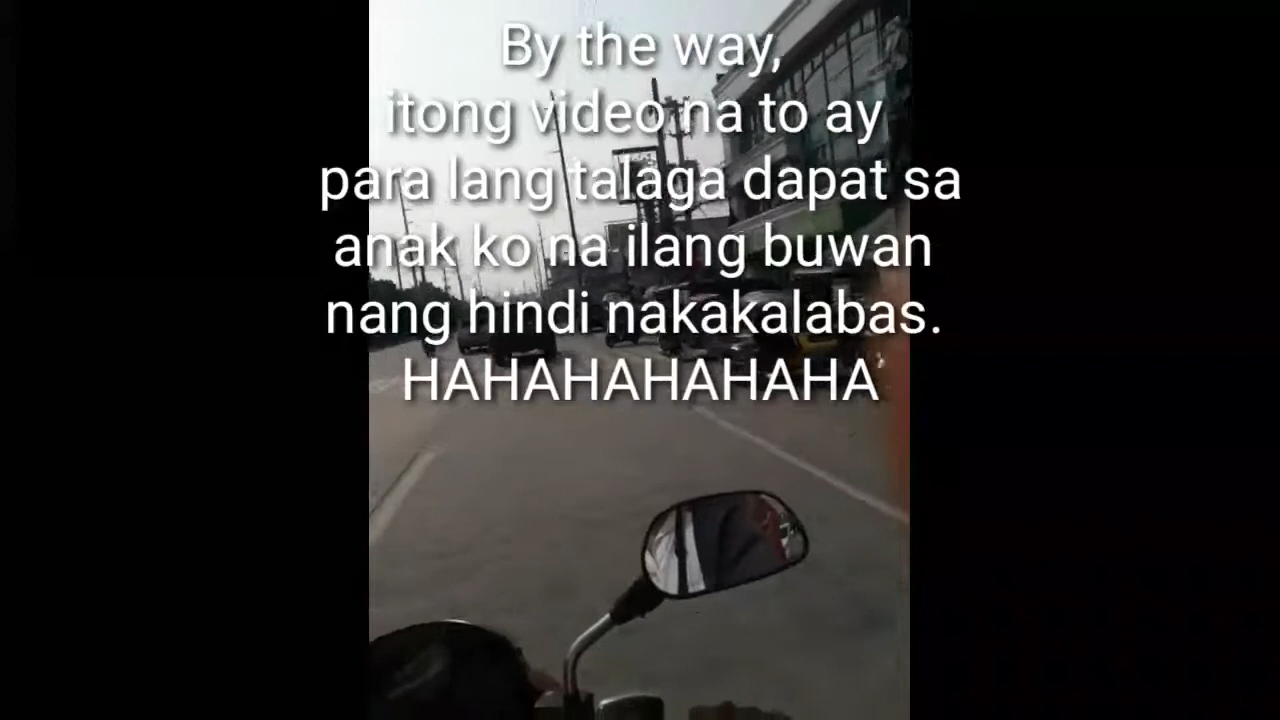 By the way,
itong video na to ay
para lang talaga dapat sa
anak ko na ilang buwan
nang hindi nakakalabas.
HAHAHAHAHAHA